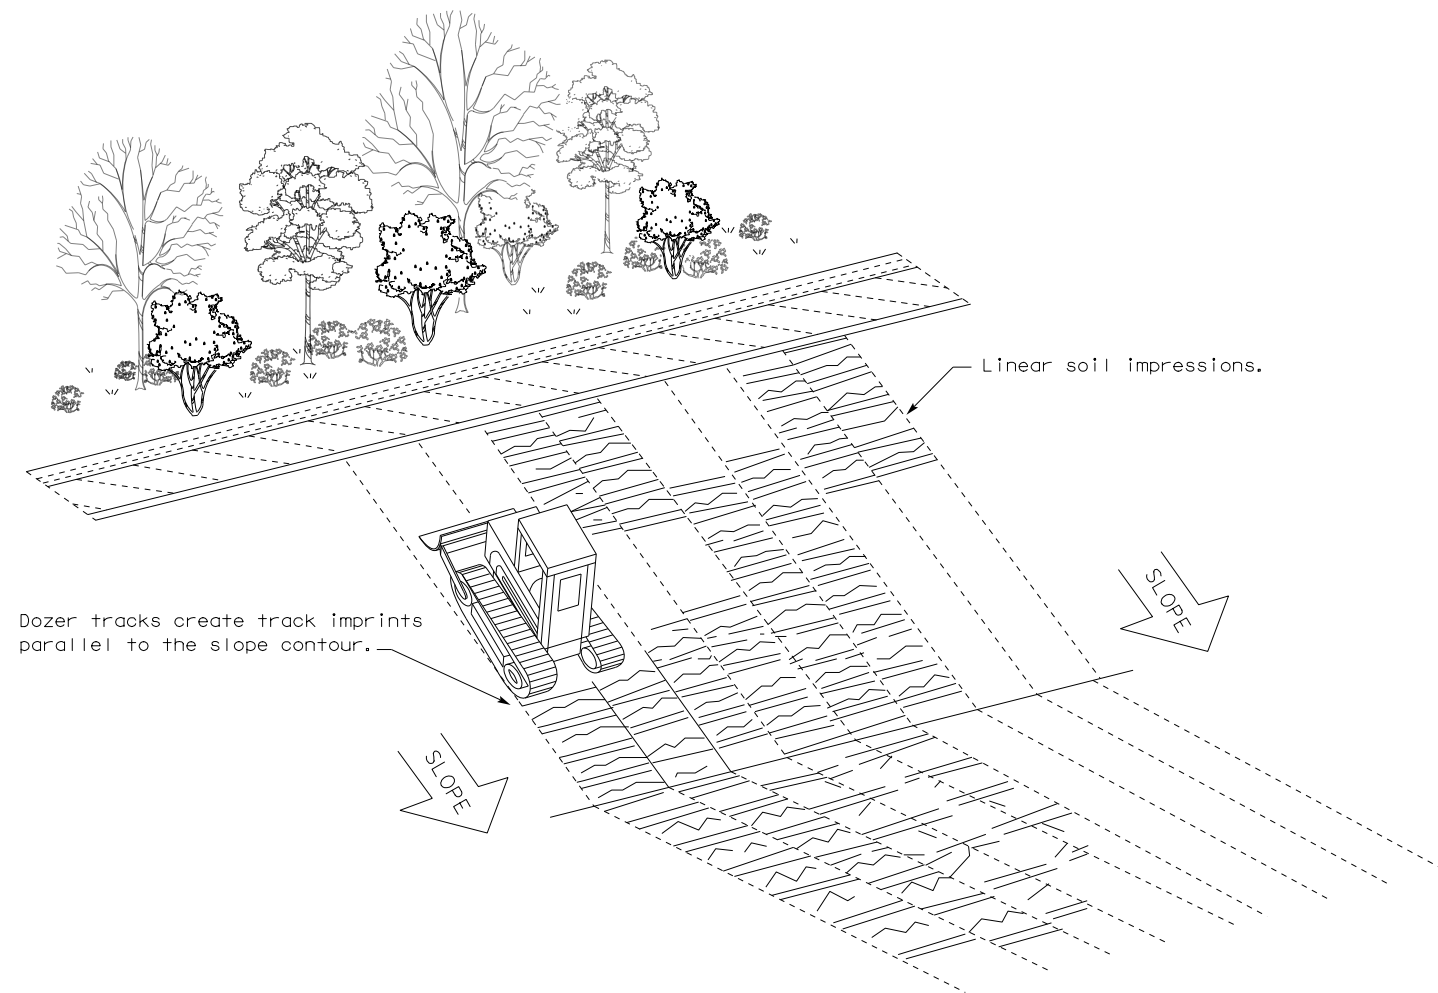 Linear soil impressions.
SLOPE
Dozer tracks create track imprints
parallel to the slope contour.
SLOPE